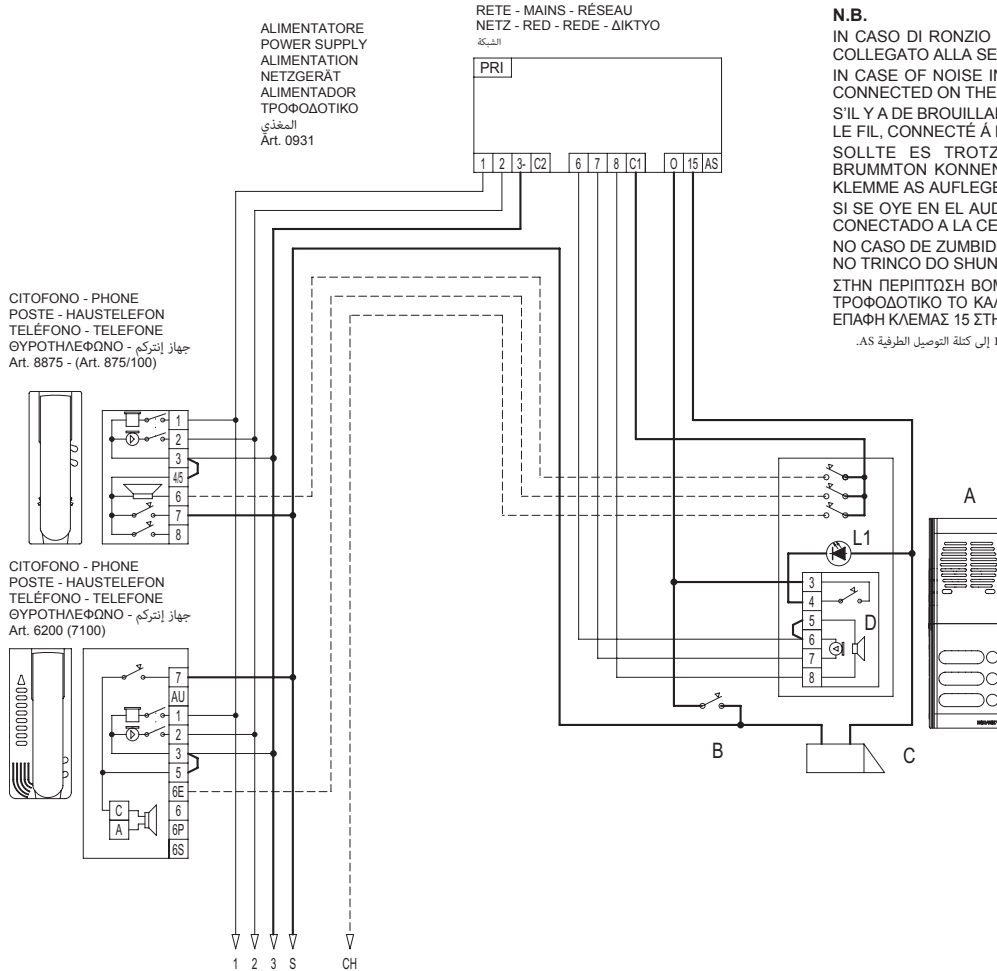 RETE - MAINS - RÉSEAU
NETZ - RED - REDE - ΔIKTYO
الشبكة
ALIMENTATORE
POWER SUPPLY
ALIMENTATION
NETZGERÄT
ALIMENTADOR
ΤΡΟΦΟΔΟΤΙΚΟ
المغذي
Art. 0931
PRI
1 2 3- C2 6 7 8 C1 O 15 AS
N.B.
IN CASO DI RONZIO
COLLEGATO ALLA SE
IN CASE OF NOISE IN
CONNECTED ON THE
S'IL Y A DE BROUILLA
LE FIL, CONNECTÉ Á
SOLLTE ES TROTZ
BRUMMTON KONNEN
KLEMME AS AUFLEGE
SI SE OYE EN EL AUD
CONECTADO A LA CE
NO CASO DE ZUMBID
NO TRINCO DO SHUN
ΣΤΗΝ ΠΕΡΙΠΤΩΣΗ ΒΟΜ
ΤΡΟΦΟΔΟΤΙΚΟ ΤΟ ΚΑΛ
ΕΠΑΦΗ ΚΛΕΜΑΣ 15 ΣΤΗ
إلى كتلة التوصيل الطرفية AS.
CITOFONO - PHONE
POSTE - HAUSTELEFON
TELÉFONO - TELEFONE
ΘΥΡΟΤΗΛΕΦΩΝΟ - جهاز إنتركم
Art. 8875 - (Art. 875/100)
1
2
3
4/5
6
7
8
CITOFONO - PHONE
POSTE - HAUSTELEFON
TELÉFONO - TELEFONE
ΘΥΡΟΤΗΛΕΦΩΝΟ - جهاز إنتركم
Art. 6200 (7100)
7
AU
1
2
3
5
6E
6
6P
6S
C
A
L1
3
4
5
6
7
8
D
A
B
C
1 2 3 S CH